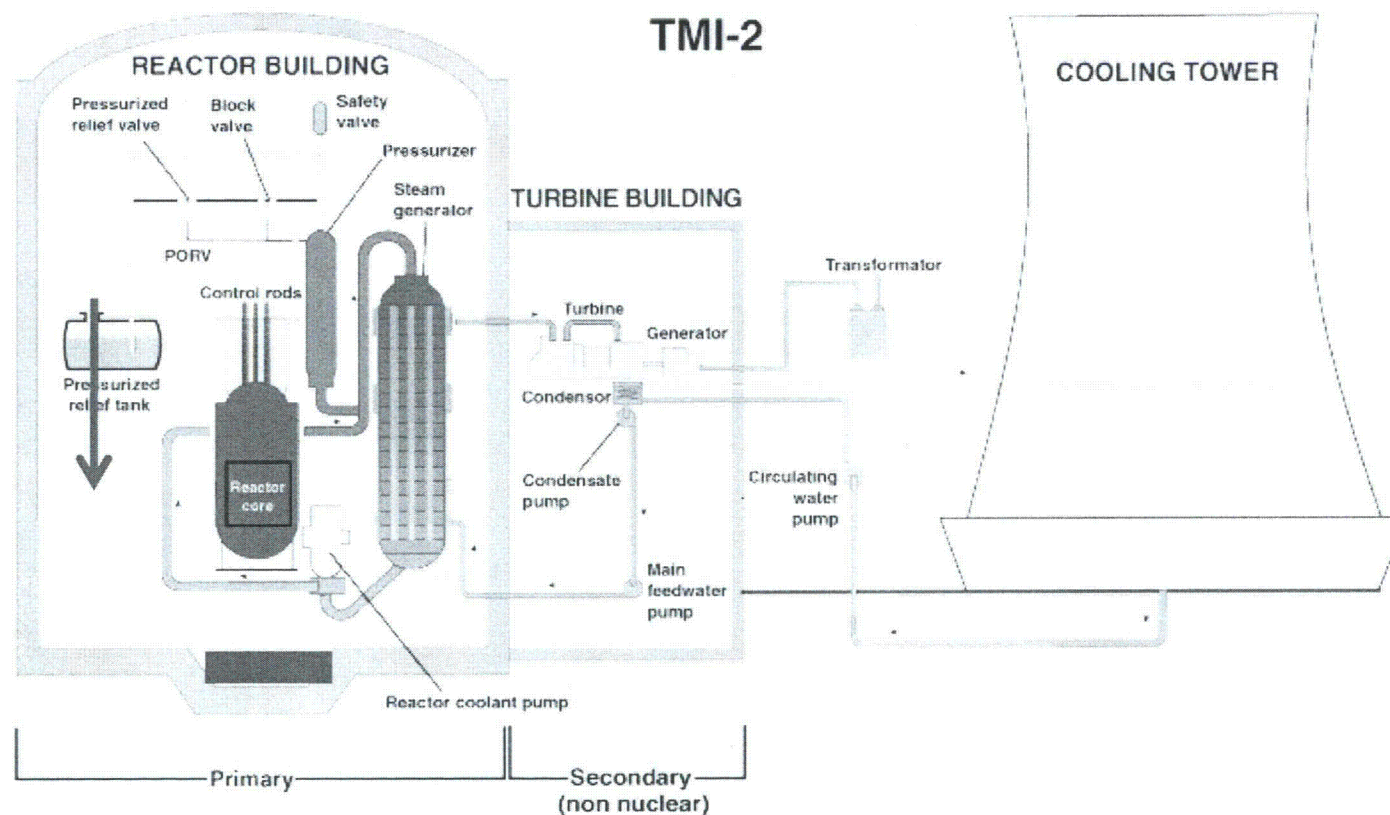 TMI-2
REACTOR BUILDING
COOLING TOWER
Pressurized
relief valve
Block
valve
Safety
valve
Pressurizer
Steam
generator
TURBINE BUILDING
PORV
Control rods
Transformator
Turbine
Generator
Pressurized
relief tank
Condensor
Reactor
core
Condensate
pump
Circulating
water
pump
Main
feedwater
pump
Reactor coolant pump
Primary
Secondary
(non nuclear)